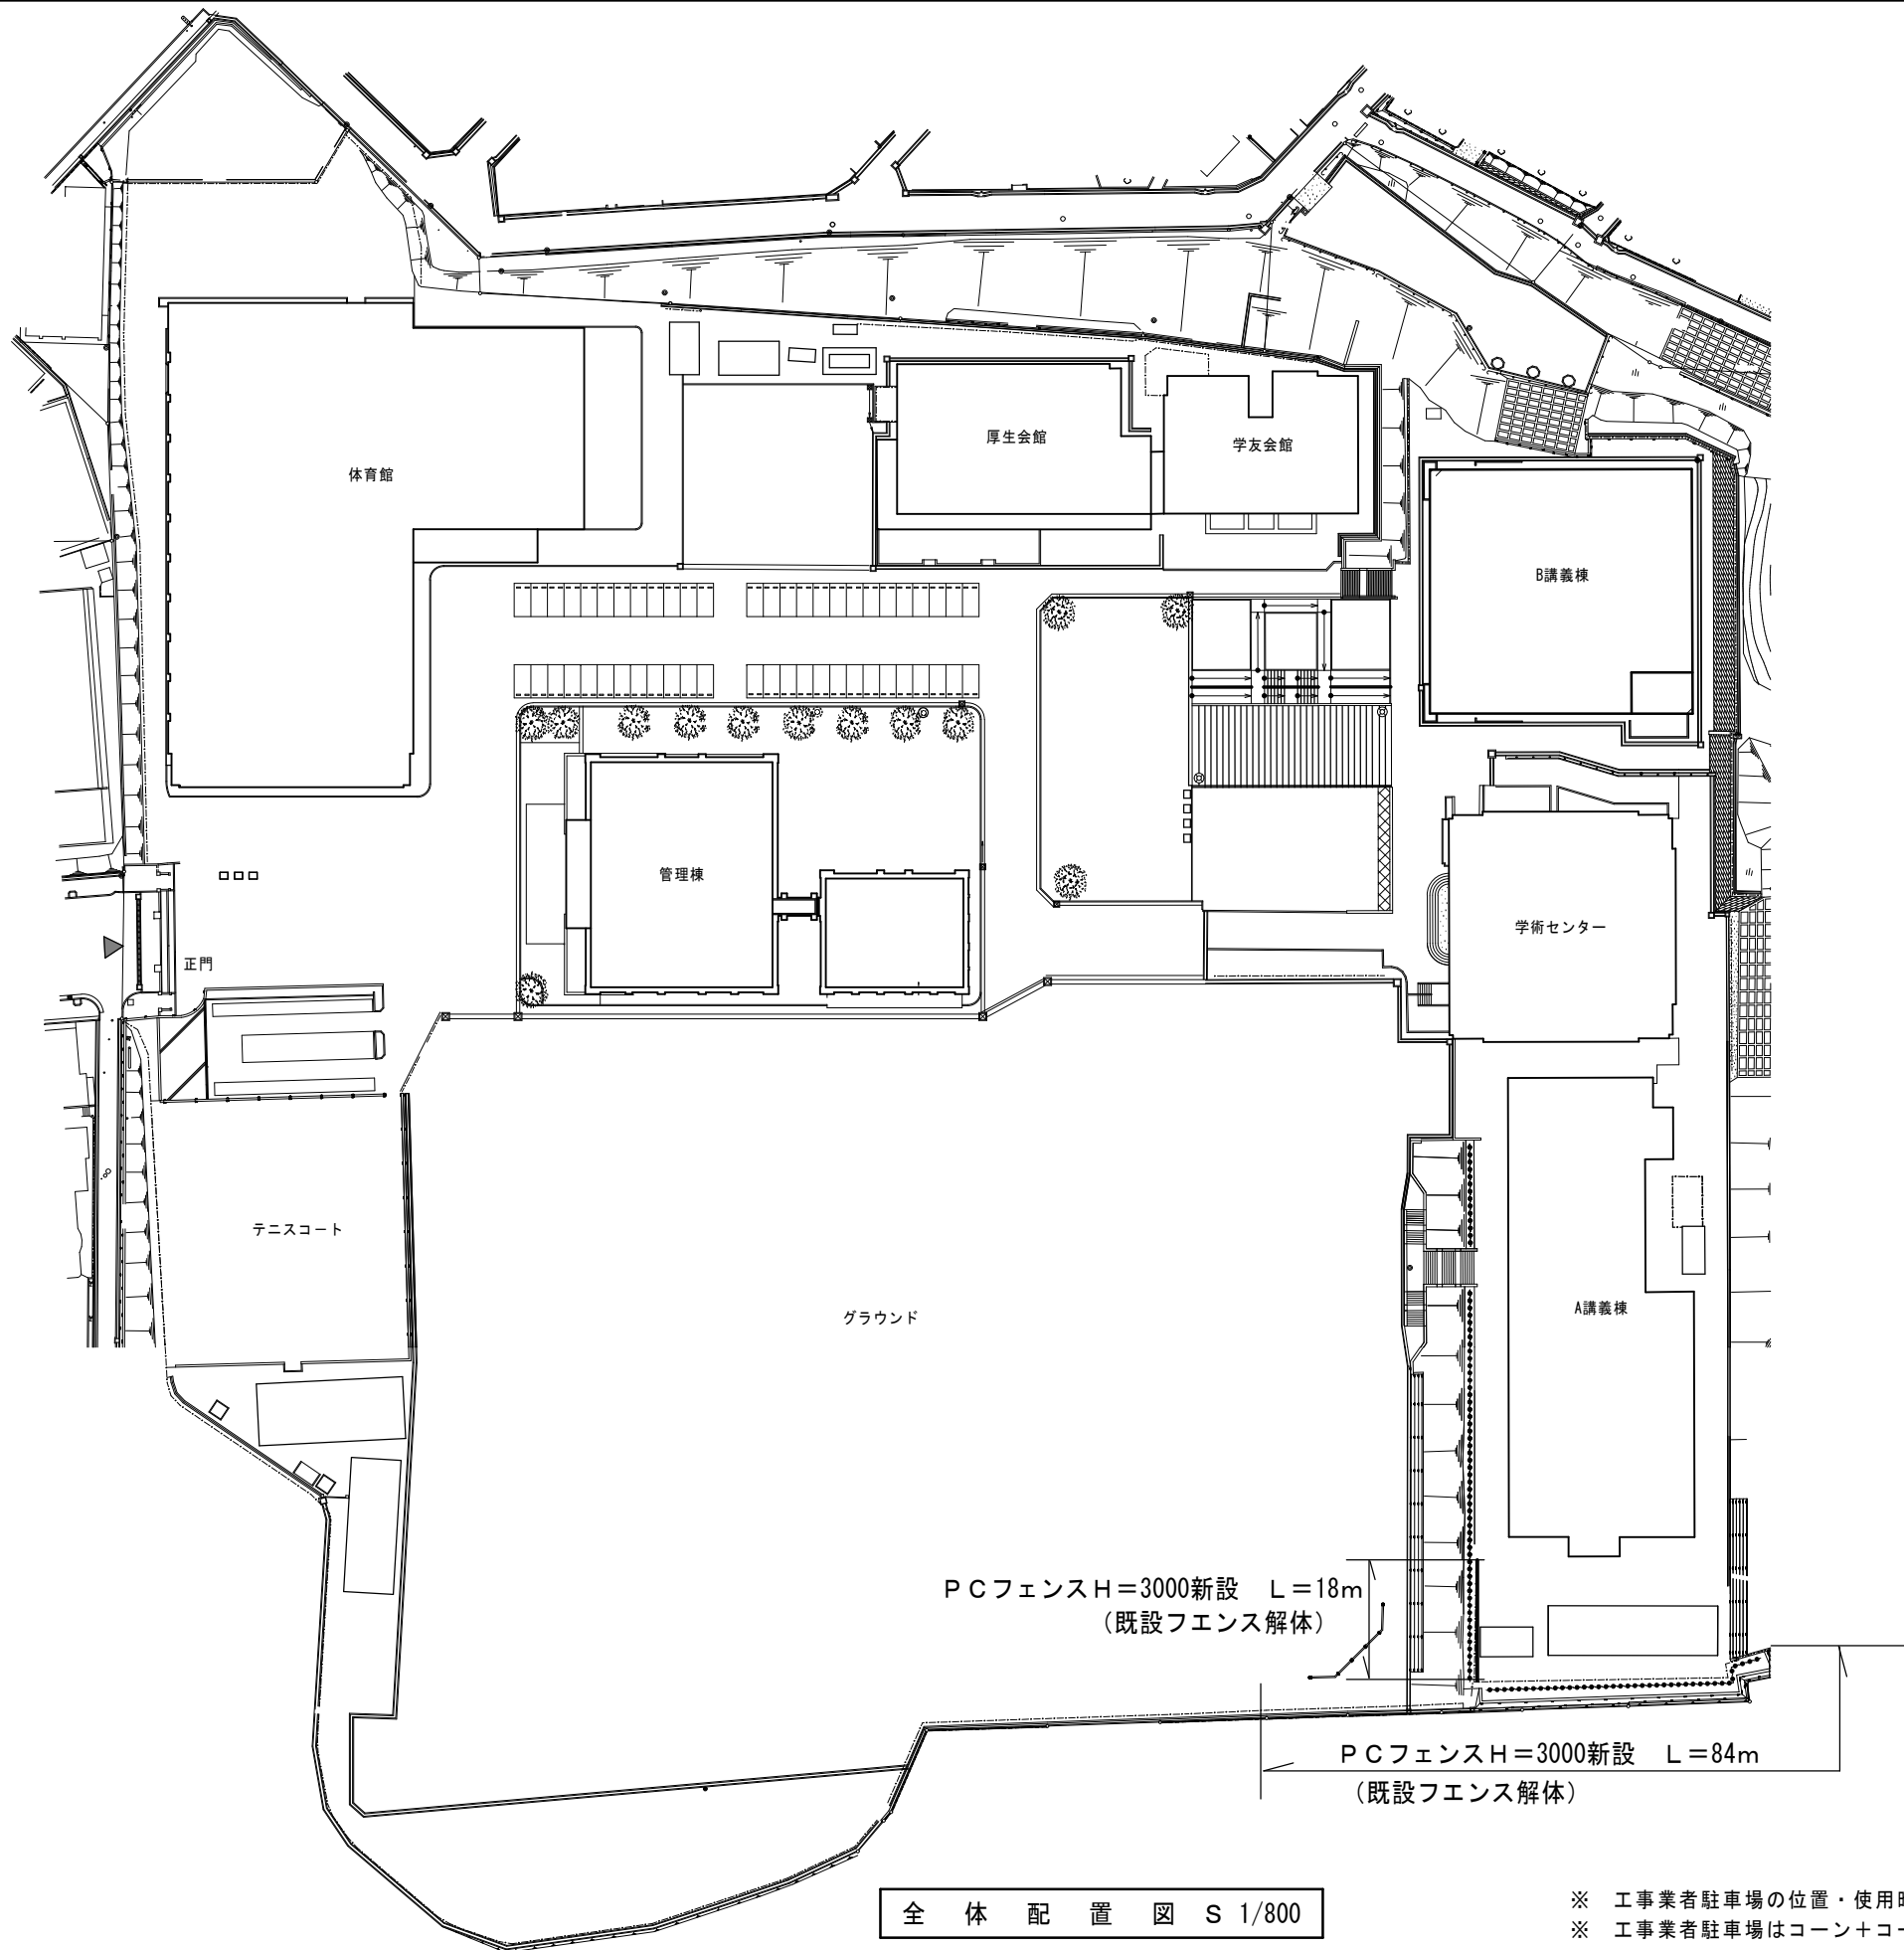 体育館
厚生会館
学友会館
B講義棟
管理棟
学術センター
正門
テニスコート
グラウンド
A講義棟
ＰＣフェンスＨ＝3000新設　Ｌ＝18ｍ
（既設フエンス解体）
ＰＣフェンスＨ＝3000新設　Ｌ＝84ｍ
（既設フエンス解体）
全　体　配　置　図　S 1/800
※　工事業者駐車場の位置・使用
※　工事業者駐車場はコーン＋コー